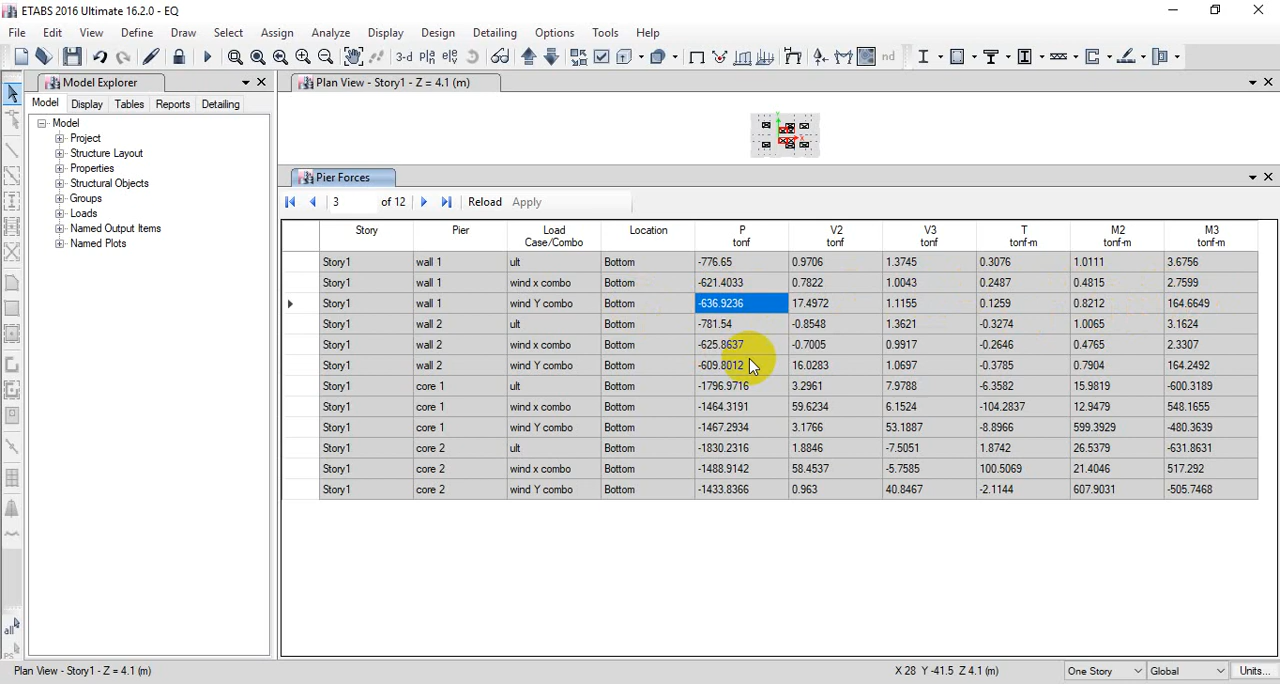 ETABS 2016 Ultimate 16.2.0 - EQ
File Edit View Define Draw Select Assign Analyze Display Design Detailing Options Tools Help
3-d nd
Model Explorer
Plan View - Story1 - Z = 4.1 (m)
Model Display Tables Reports Detailing
Model
Project
Structure Layout
Properties
Structural Objects
Groups
Loads
Named Output Items
Named Plots
Pier Forces
3 of 12 Reload Apply
Story Pier Load Case/Combo Location P tonf V2 tonf V3 tonf T tonf-m M2 tonf-m M3 tonf-m
Story1 wall 1 ult Bottom -776.65 0.9706 1.3745 0.3076 1.0111 3.6756
Story1 wall 1 wind x combo Bottom -621.4033 0.7822 1.0043 0.2487 0.4815 2.7599
Story1 wall 1 wind Y combo Bottom -636.9236 17.4972 1.1155 0.1259 0.8212 164.6649
Story1 wall 2 ult Bottom -781.54 -0.8548 1.3621 -0.3274 1.0065 3.1624
Story1 wall 2 wind x combo Bottom -625.8637 -0.7005 0.9917 -0.2646 0.4765 2.3307
Story1 wall 2 wind Y combo Bottom -609.8012 16.0283 1.0697 -0.3785 0.7904 164.2492
Story1 core 1 ult Bottom -1796.9716 3.2961 7.9788 -6.3582 15.9819 -600.3189
Story1 core 1 wind x combo Bottom -1464.3191 59.6234 6.1524 -104.2837 12.9479 548.1655
Story1 core 1 wind Y combo Bottom -1467.2934 3.1766 53.1887 -8.8966 599.3929 -480.3639
Story1 core 2 ult Bottom -1830.2316 1.8846 -7.5051 1.8742 26.5379 -631.8631
Story1 core 2 wind x combo Bottom -1488.9142 58.4537 -5.7585 100.5069 21.4046 517.292
Story1 core 2 wind Y combo Bottom -1433.8366 0.963 40.8467 -2.1144 607.9031 -505.7468
all
Plan View - Story1 - Z = 4.1 (m) X 28 Y -41.5 Z 4.1 (m) One Story Global Units...